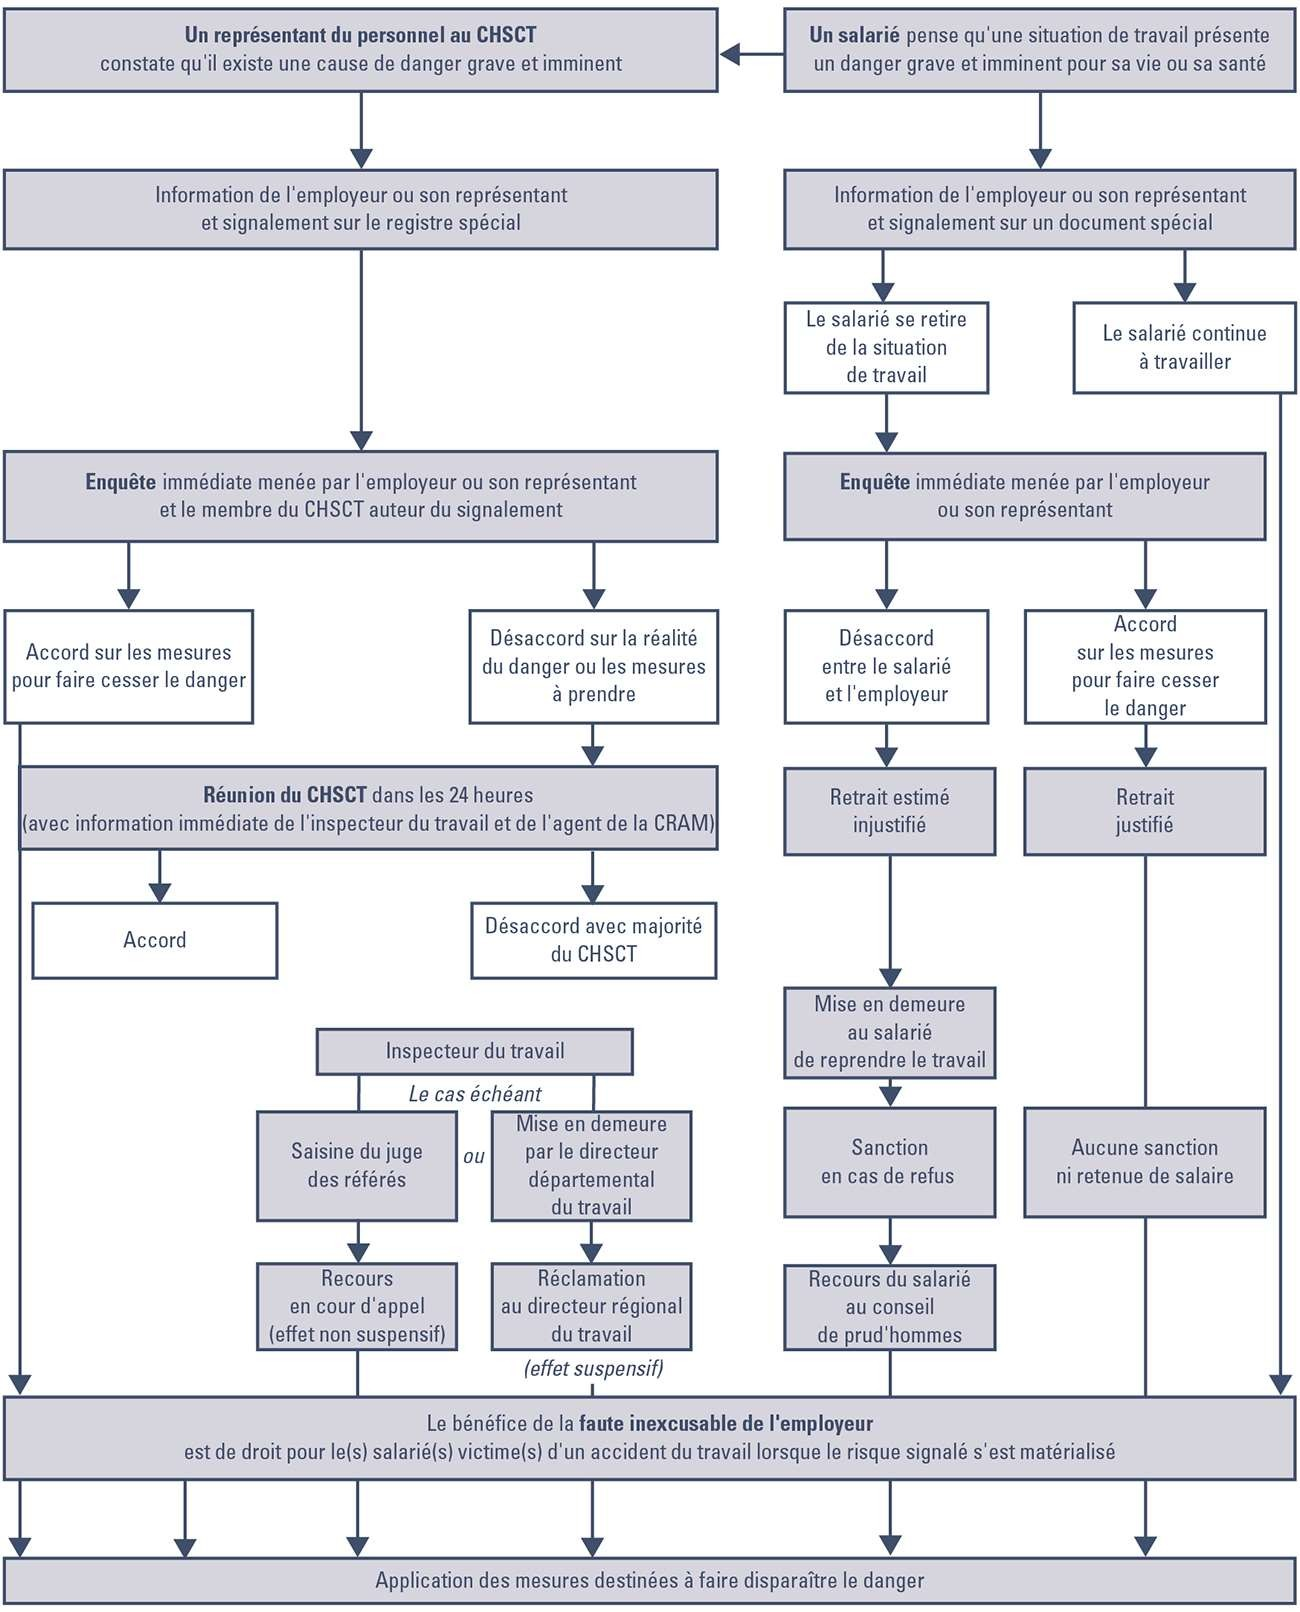 Un représentant du personnel au CHSCT
constate qu'il existe une cause de danger grave et imminent
Un salarié pense qu'une situation de travail présente
un danger grave et imminent pour sa vie ou sa santé
Information de l'employeur ou son représentant
et signalement sur le registre spécial
Information de l'employeur ou son représentant
et signalement sur un document spécial
Le salarié se retire
de la situation
de travail
Le salarié continue
à travailler
Enquête immédiate menée par l'employeur ou son représentant
et le membre du CHSCT auteur du signalement
Enquête immédiate menée par l'employeur
ou son représentant
Accord sur les mesures
pour faire cesser le danger
Désaccord sur la réalité
du danger ou les mesures
à prendre
Désaccord
entre le salarié
et l'employeur
Accord
sur les mesures
pour faire cesser
le danger
Réunion du CHSCT dans les 24 heures
(avec information immédiate de l'inspecteur du travail et de l'agent de la CRAM)
Retrait estimé
injustifié
Retrait
justifié
Accord
Désaccord avec majorité
du CHSCT
Mise en demeure
au salarié
de reprendre le travail
Inspecteur du travail
Le cas échéant
Saisine du juge
des référés
ou
Mise en demeure
par le directeur
départemental
du travail
Sanction
en cas de refus
Aucune sanction
ni retenue de salaire
Recours
en cour d'appel
(effet non suspensif)
Réclamation
au directeur régional
du travail
(effet suspensif)
Recours du salarié
au conseil
de prud'hommes
Le bénéfice de la faute inexcusable de l'employeur
est de droit pour le(s) salarié(s) victime(s) d'un accident du travail lorsque le risque signalé s'est matérialisé
Application des mesures destinées à faire disparaître le danger